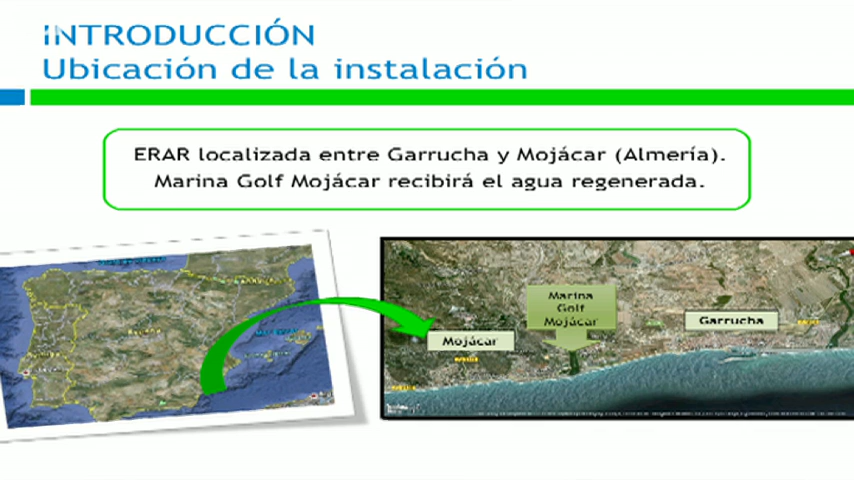 INTRODUCCIÓN
Ubicación de la instalación
ERAR localizada entre Garrucha y Mojácar (Almería).
Marina Golf Mojácar recibirá el agua regenerada.
Marina
Golf
Mojácar
Garrucha
Mojácar